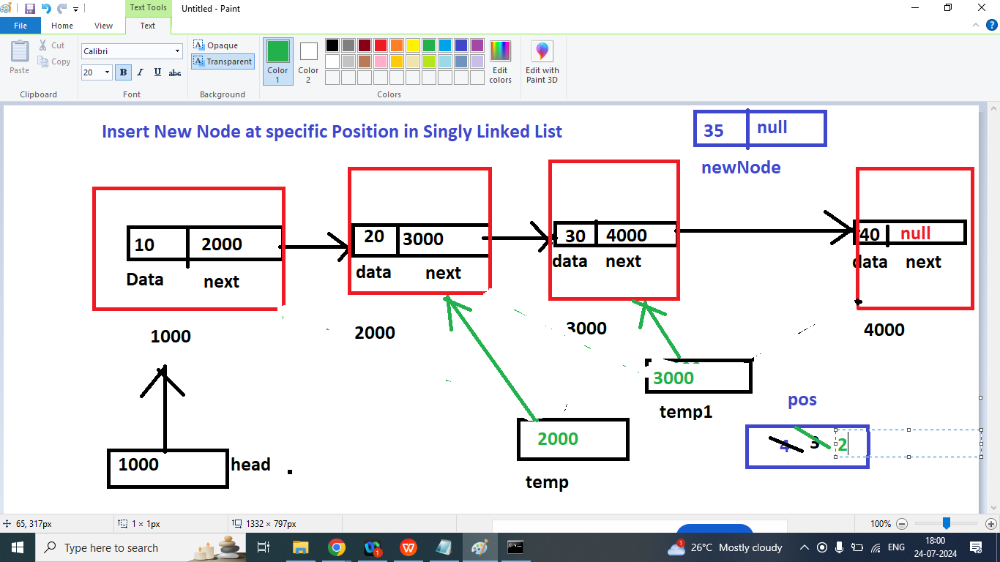 Text Tools
Untitled - Paint
File
Home
View
Text
Paste
Cut
Copy
Clipboard
Calibri
20
B I U abc
Font
Opaque
Transparent
Background
Color 1
Color 2
Colors
Edit colors
Edit with Paint 3D
Insert New Node at specific Position in Singly Linked List
35 null
newNode
10 2000
Data next
1000
20 3000
data next
2000
30 4000
data next
3000
40 null
data next
4000
3000
temp1
pos
4 3 2
2000
temp
1000 head
65, 317px
1 × 1px
1332 × 797px
100%
Type here to search
1
26°C Mostly cloudy
ENG
18:00
24-07-2024